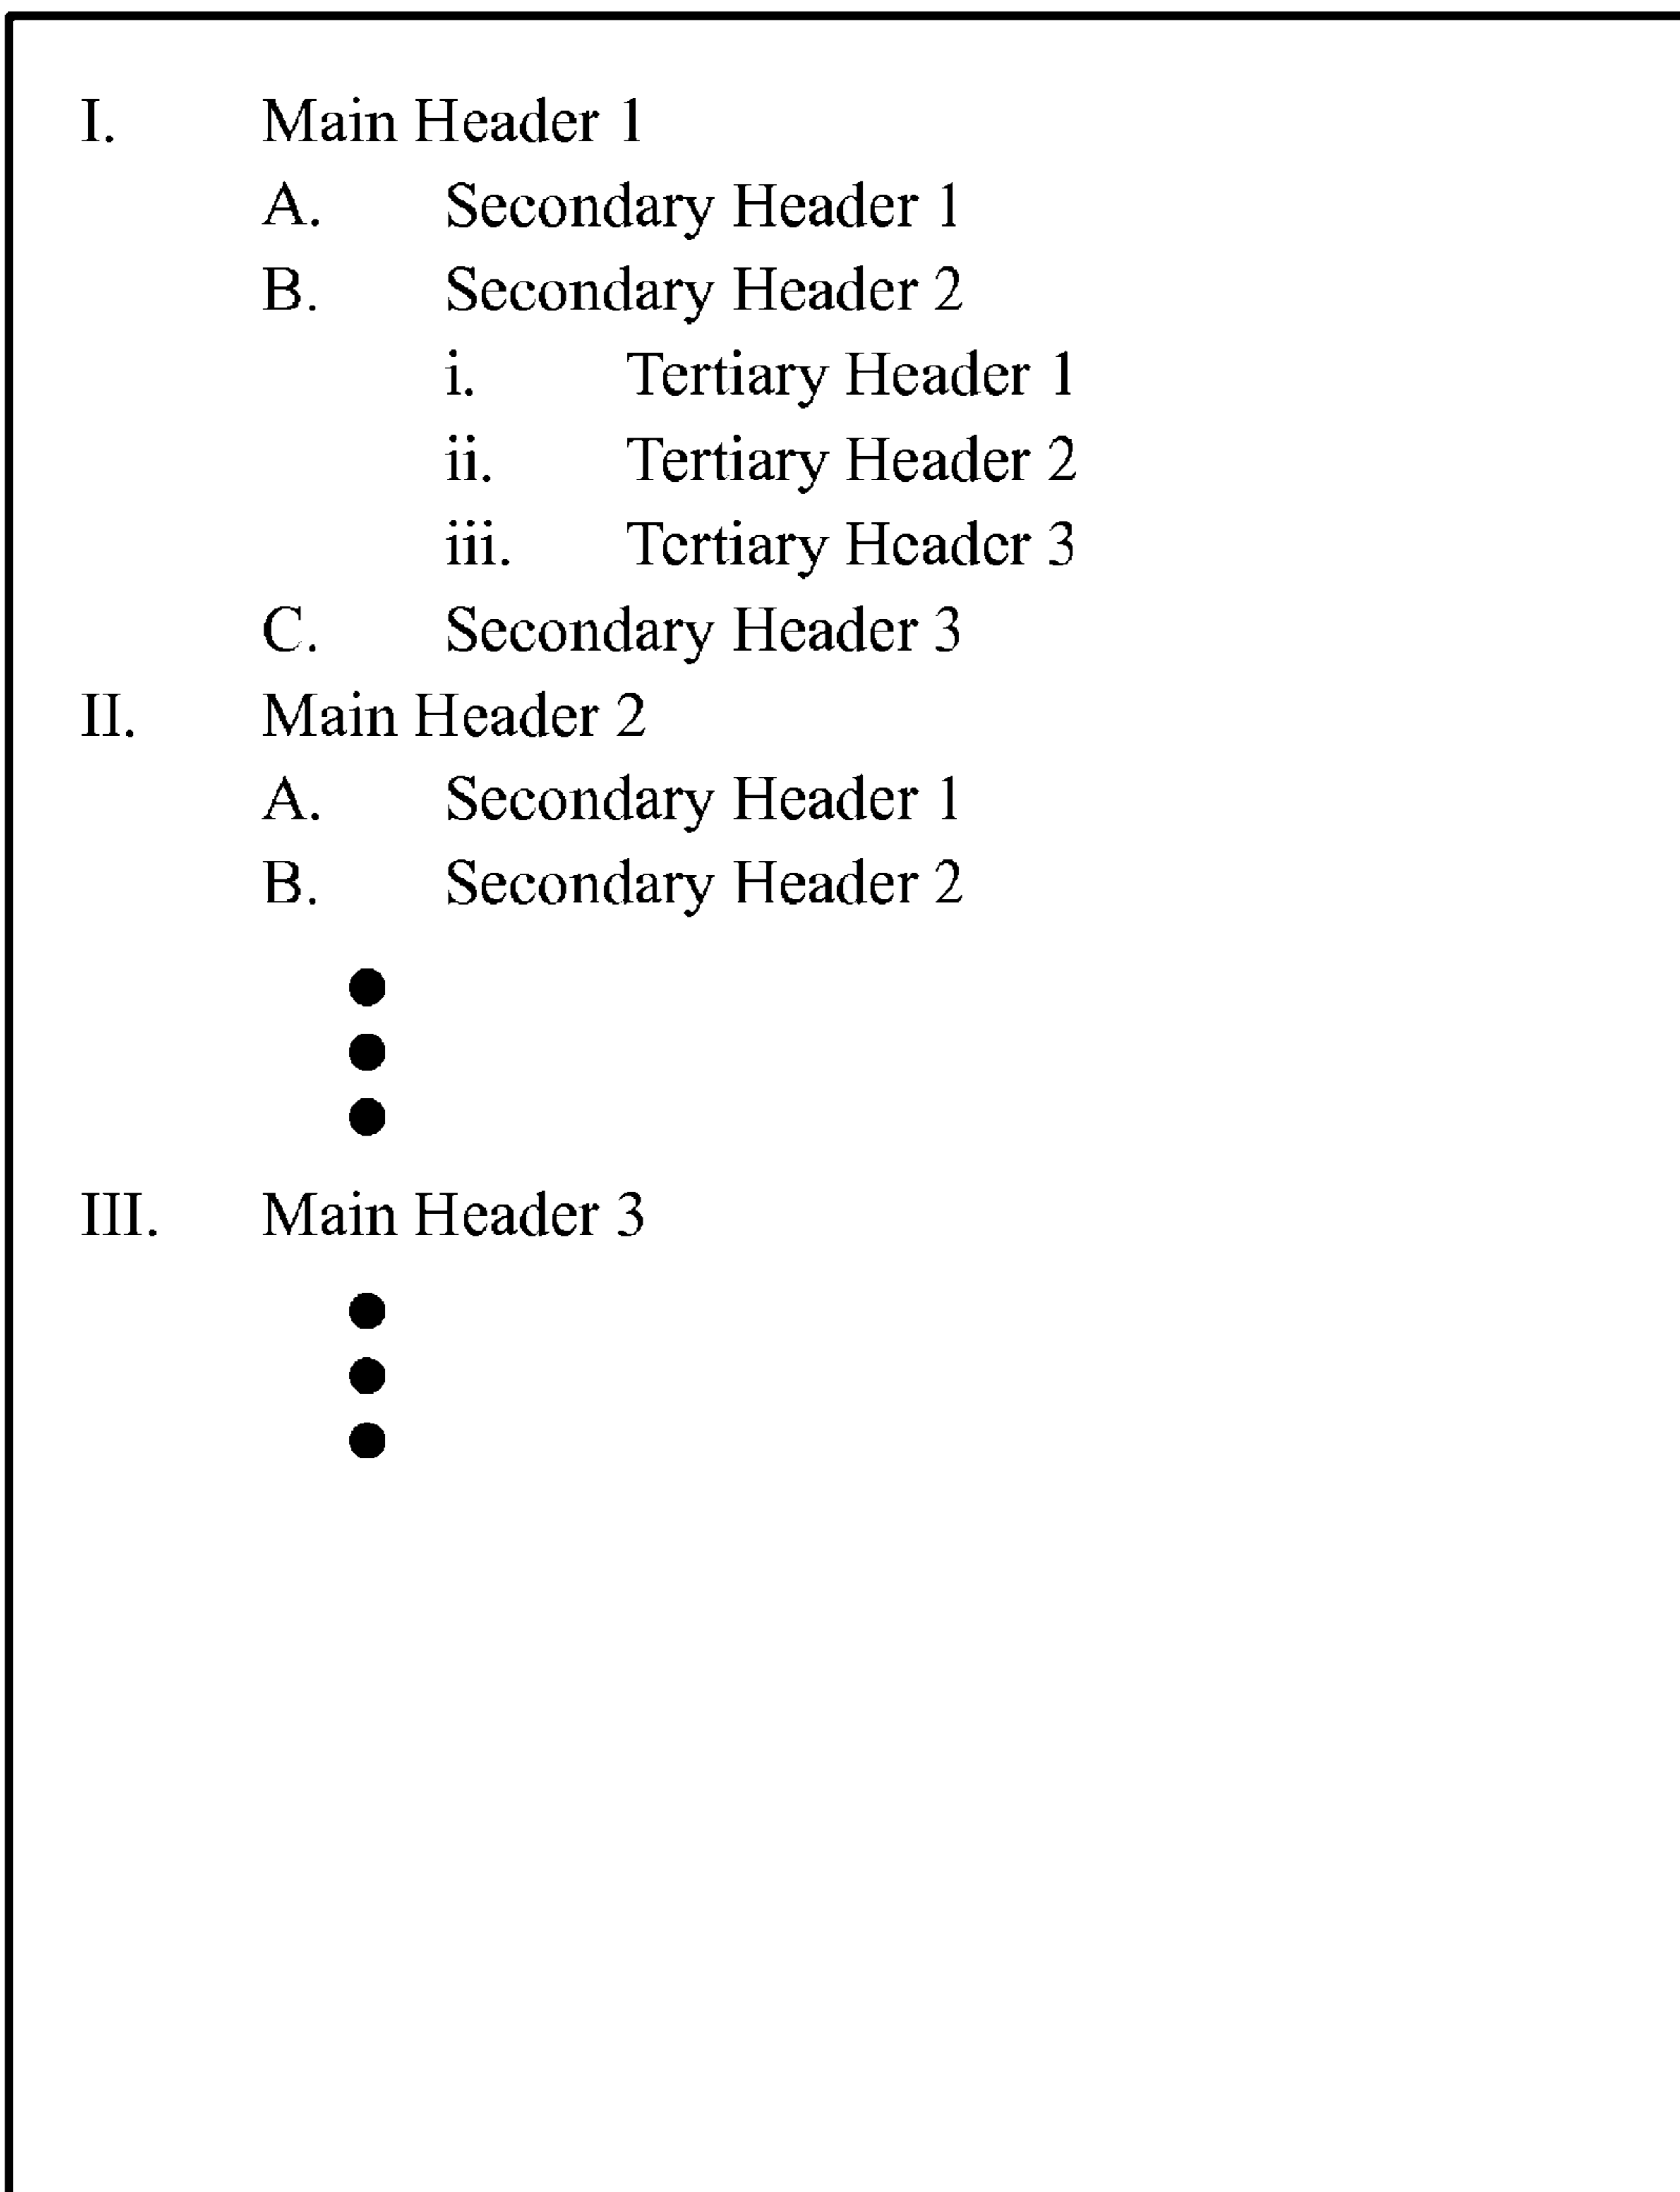 I. Main Header 1
A. Secondary Header 1
B. Secondary Header 2
i. Tertiary Header 1
ii. Tertiary Header 2
iii. Tertiary Header 3
C. Secondary Header 3
II. Main Header 2
A. Secondary Header 1
B. Secondary Header 2
III. Main Header 3